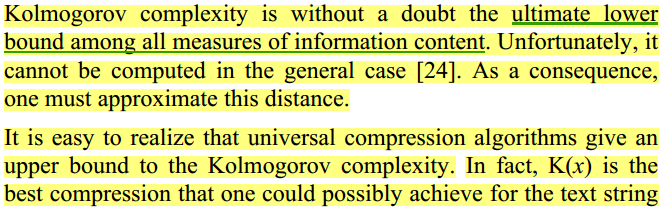 Kolmogorov complexity is without a doubt the ultimate lower
bound among all measures of information content. Unfortunately, it
cannot be computed in the general case [24]. As a consequence,
one must approximate this distance.
It is easy to realize that universal compression algorithms give an
upper bound to the Kolmogorov complexity. In fact, K(x) is the
best compression that one could possibly achieve for the text string